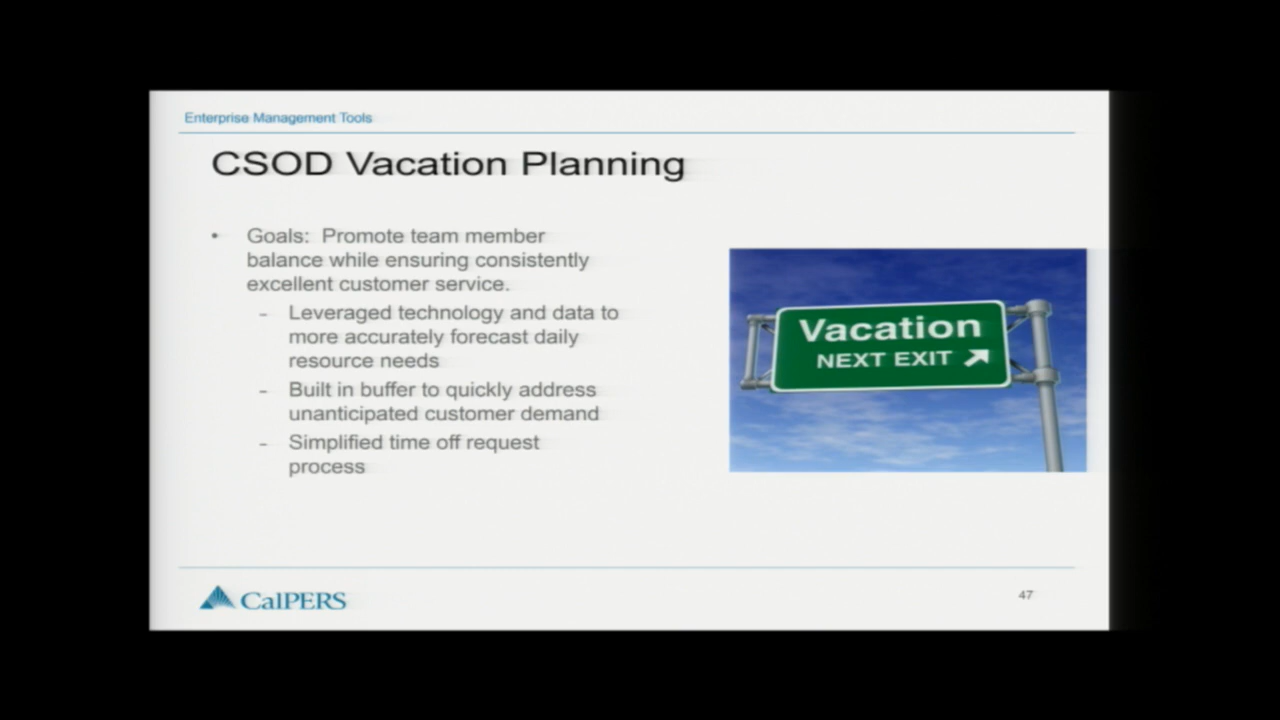 Enterprise Management Tools
CSOD Vacation Planning
• Goals:  Promote team member
balance while ensuring consistently
excellent customer service.
- Leveraged technology and data to
more accurately forecast daily
resource needs
- Built in buffer to quickly address
unanticipated customer demand
- Simplified time off request
process
Vacation
NEXT EXIT
CalPERS
47